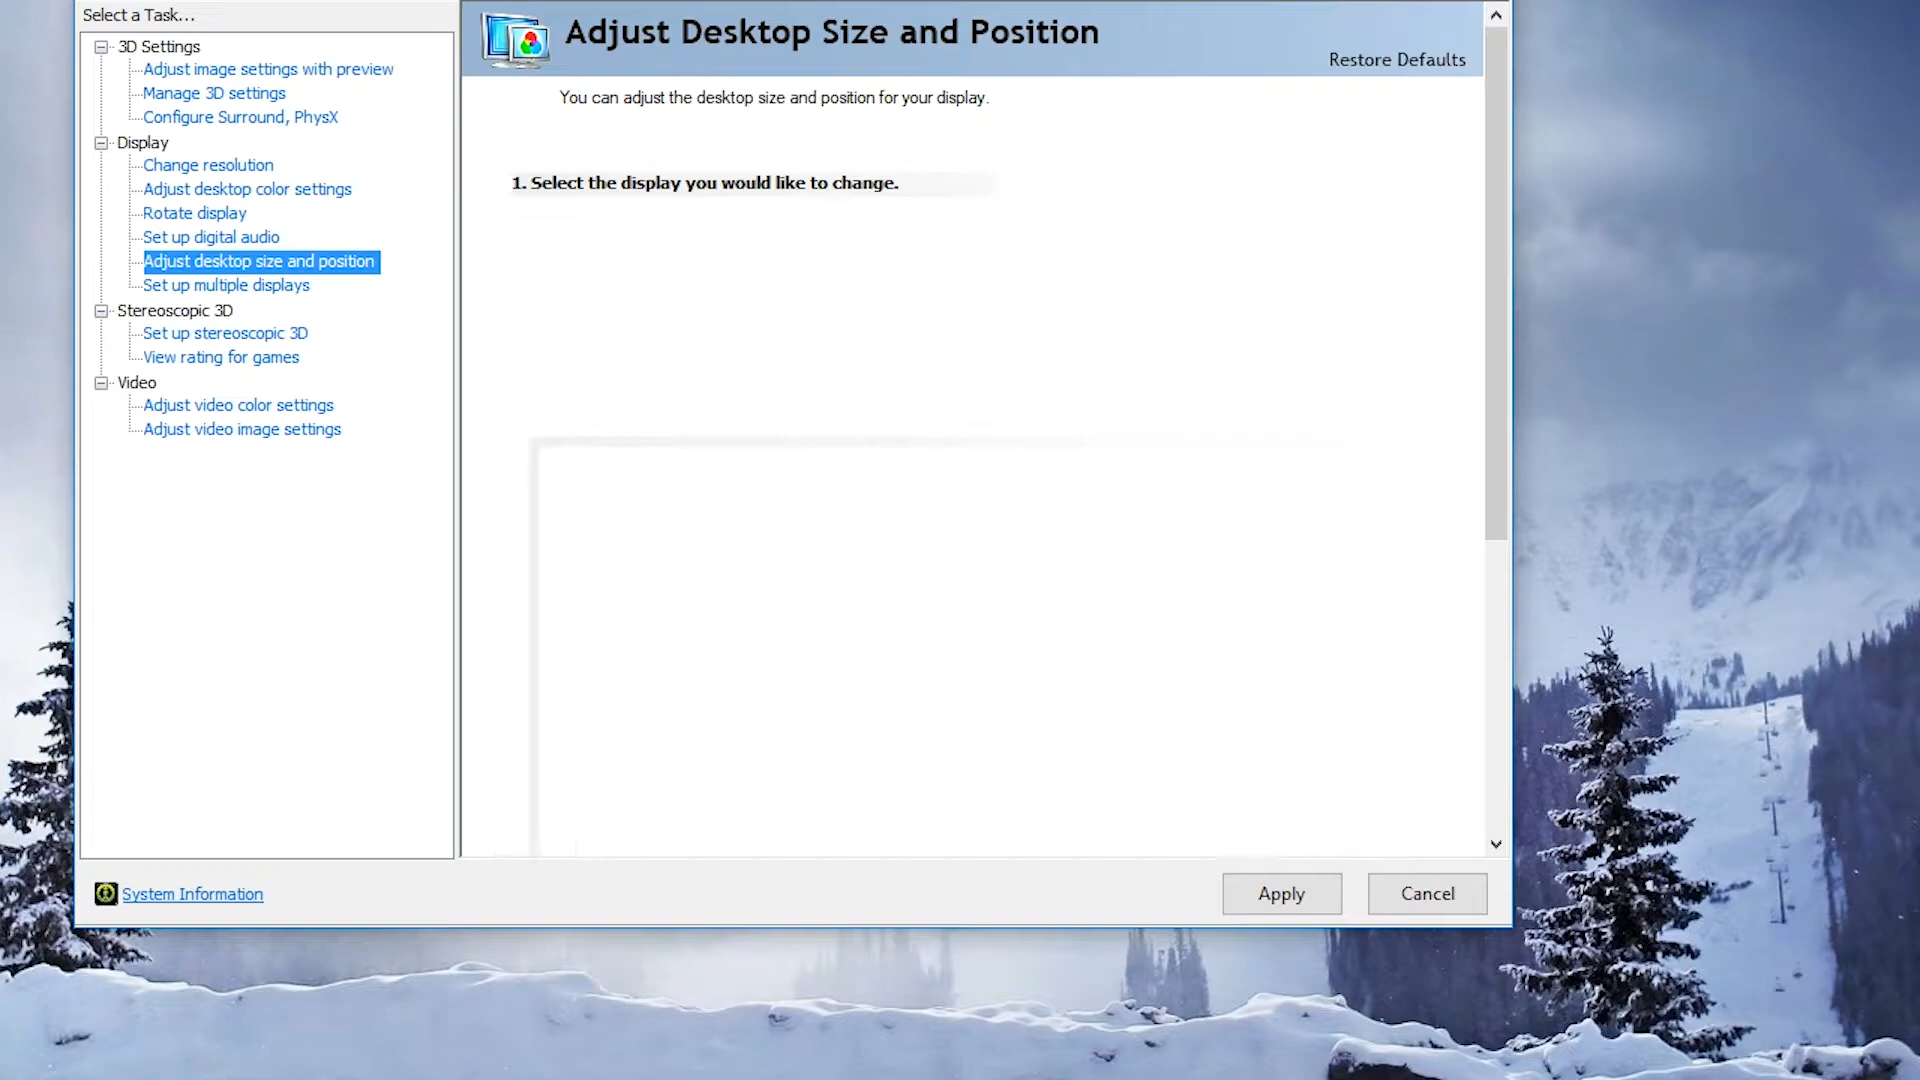 Select a Task...
3D Settings
Adjust image settings with preview
Manage 3D settings
Configure Surround, PhysX
Display
Change resolution
Adjust desktop color settings
Rotate display
Set up digital audio
Adjust desktop size and position
Set up multiple displays
Stereoscopic 3D
Set up stereoscopic 3D
View rating for games
Video
Adjust video color settings
Adjust video image settings
System Information
Adjust Desktop Size and Position
Restore Defaults
You can adjust the desktop size and position for your display.
1. Select the display you would like to change.
Apply
Cancel